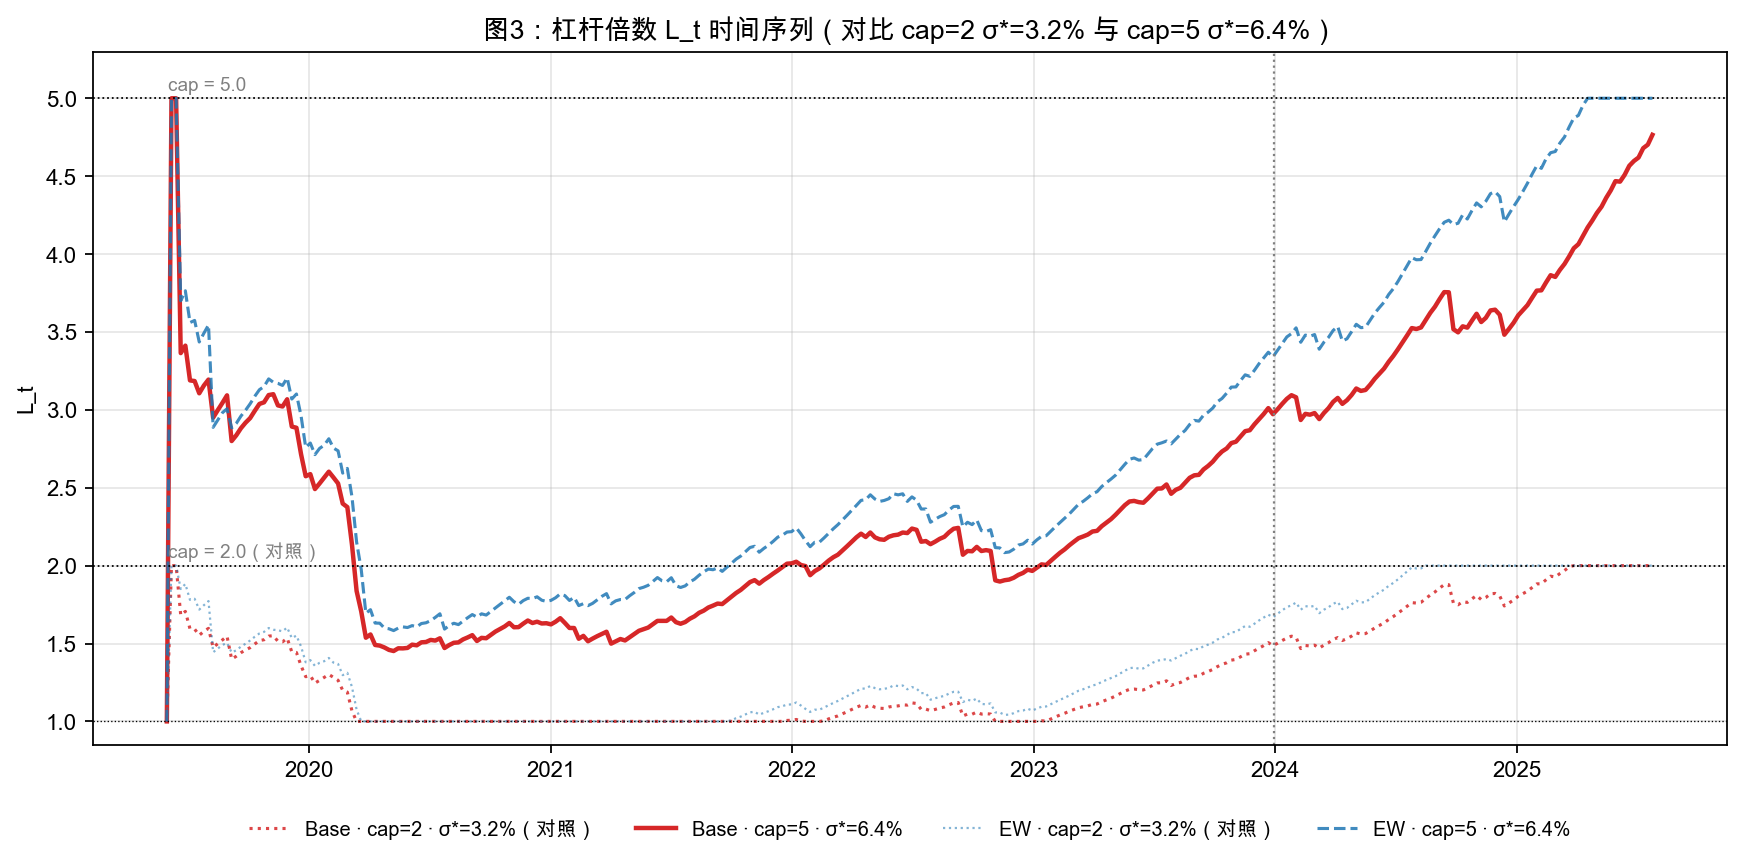 图3：杠杆倍数 L_t 时间序列（对比 cap=2 σ*=3.2% 与 cap=5 σ*=6.4%）
cap = 5.0
5.0
4.5
4.0
3.5
3.0
L_t
2.5
cap = 2.0（对照）
2.0
1.5
1.0
2020 2021 2022 2023 2024 2025
Base · cap=2 · σ*=3.2%（对照） Base · cap=5 · σ*=6.4% EW · cap=2 · σ*=3.2%（对照） EW · cap=5 · σ*=6.4%